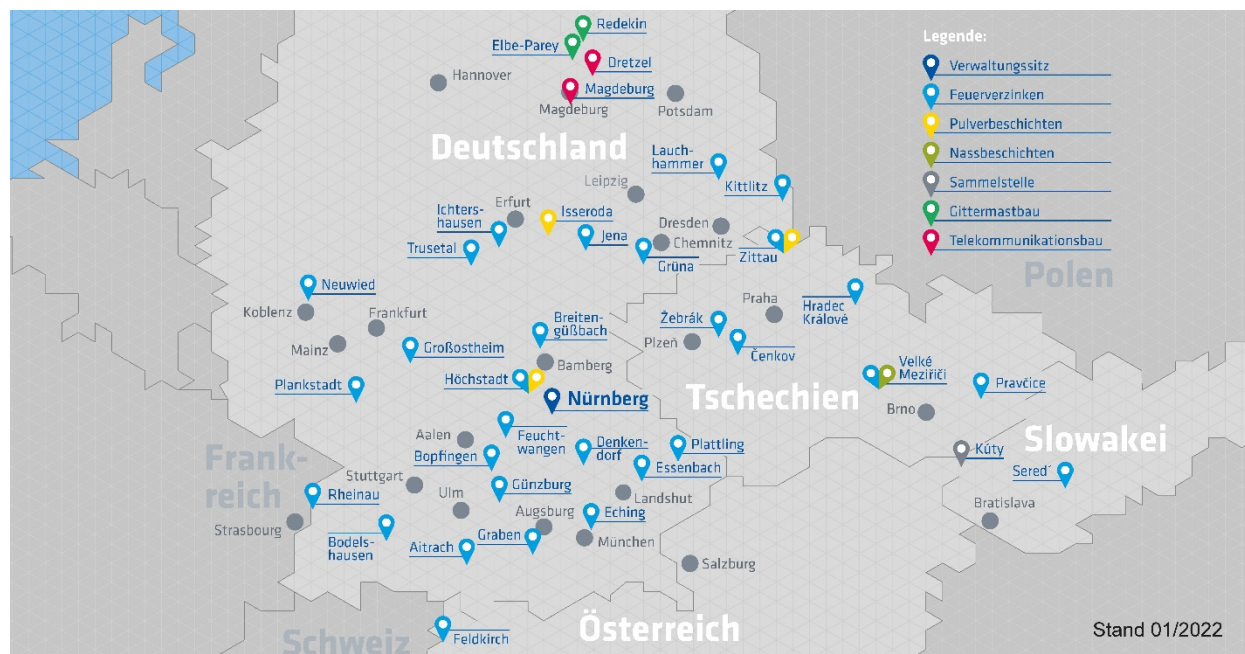 Redekin
Elbe-Parey
Dretzel
Hannover
Magdeburg
Magdeburg
Potsdam
Deutschland
Lauch-
hammer
Kittlitz
Leipzig
Erfurt
Isseroda
Ichters-
hausen
Trusetal
Jena
Dresden
Chemnitz
Grüna
Zittau
Legende:
Verwaltungssitz
Feuerverzinken
Pulverbeschichten
Nassbeschichten
Sammelstelle
Gittermastbau
Telekommunikationsbau
Polen
Neuwied
Koblenz
Frankfurt
Mainz
Großostheim
Plankstadt
Breiten-
güßbach
Bamberg
Höchstadt
Nürnberg
Praha
Hradec
Králové
Žebrák
Plzeň
Čenkov
Velké
Meziříčí
Tschechien
Pravčice
Brno
Slowakei
Kúty
Sered´
Bratislava
Frank-
reich
Aalen
Feucht-
wangen
Bopfingen
Denken-
dorf
Plattling
Essenbach
Stuttgart
Günzburg
Rheinau
Ulm
Landshut
Strasbourg
Augsburg
Eching
Bodels-
hausen
Aitrach
Graben
München
Salzburg
Schweiz
Feldkirch
Österreich
Stand 01/2022